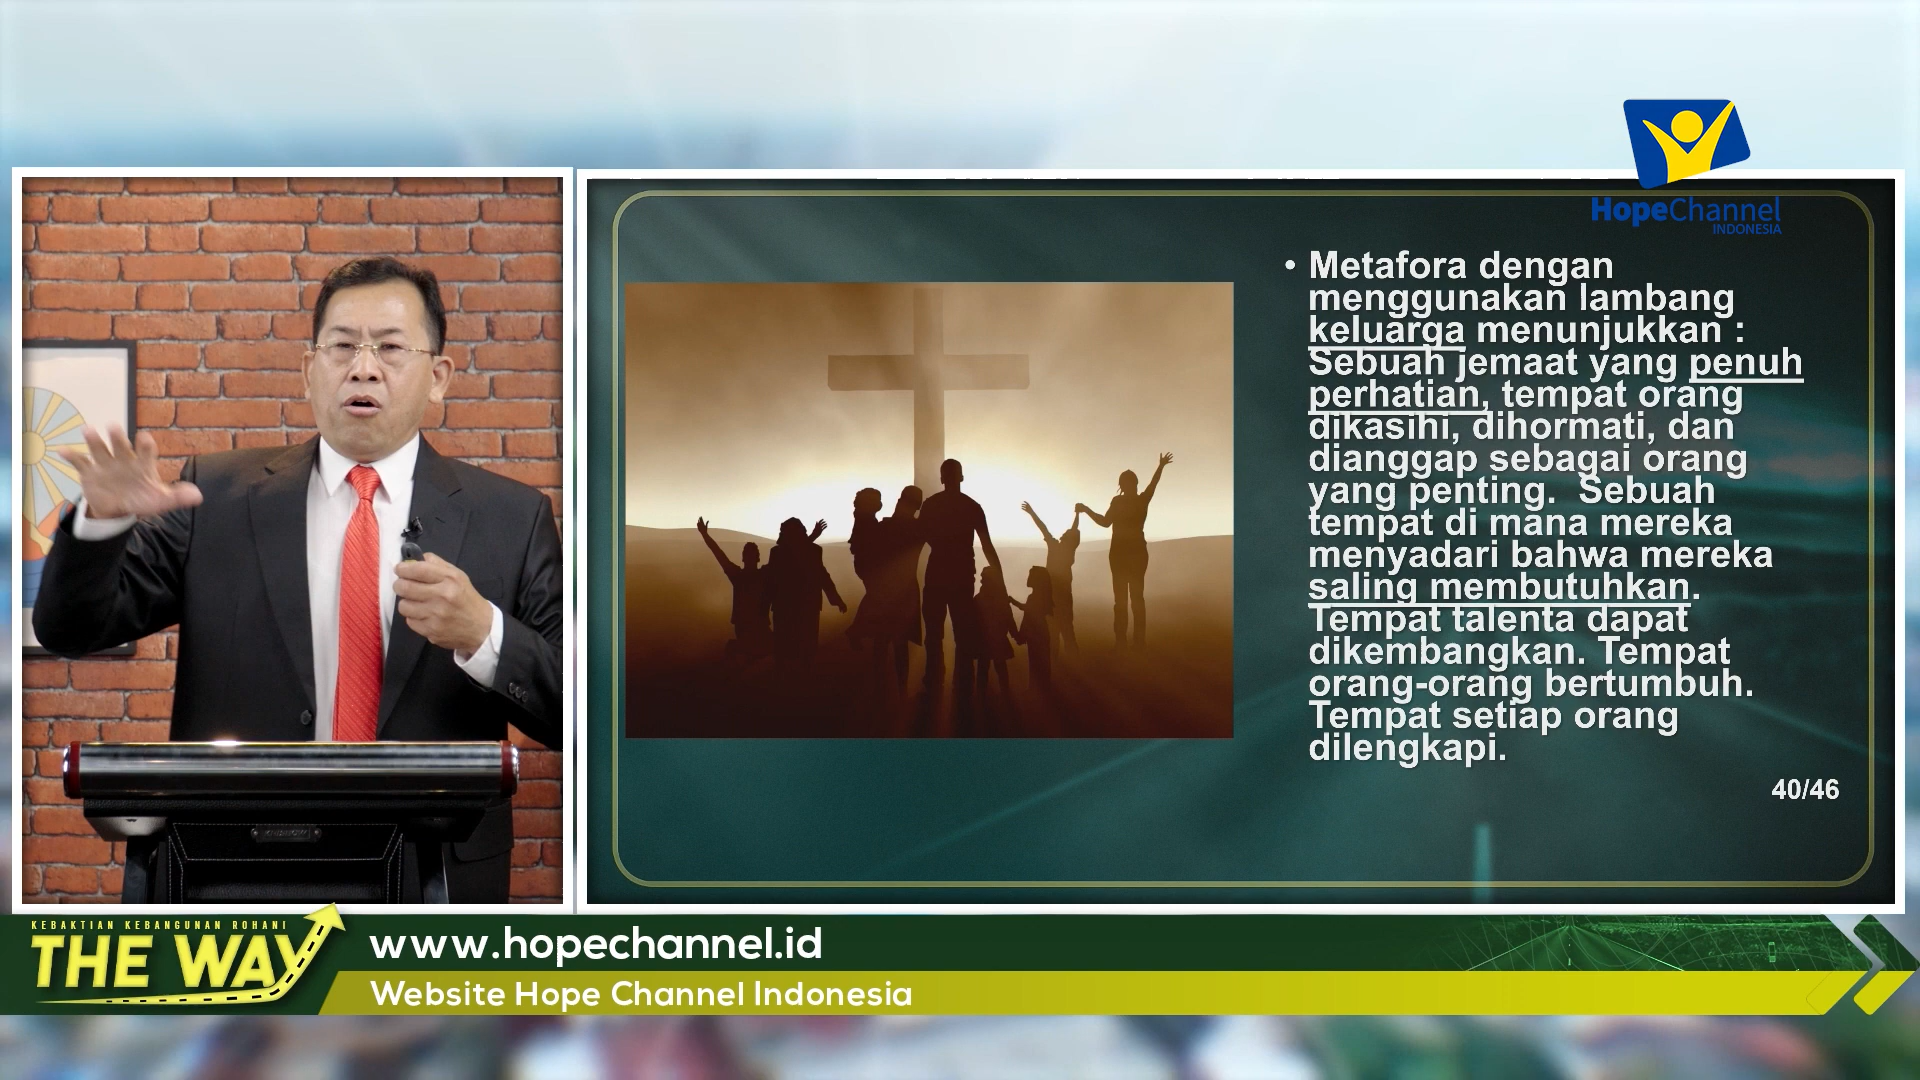 HopeChannel
INDONESIA
• Metafora dengan
menggunakan lambang
keluarga menunjukkan :
Sebuah jemaat yang penuh
perhatian, tempat orang
dikasihi, dihormati, dan
dianggap sebagai orang
yang penting.  Sebuah
tempat di mana mereka
menyadari bahwa mereka
saling membutuhkan.
Tempat talenta dapat
dikembangkan. Tempat
orang-orang bertumbuh.
Tempat setiap orang
dilengkapi.
40/46
KEBAKTIAN KEBANGUNAN ROHANI
THE WAY
www.hopechannel.id
Website Hope Channel Indonesia